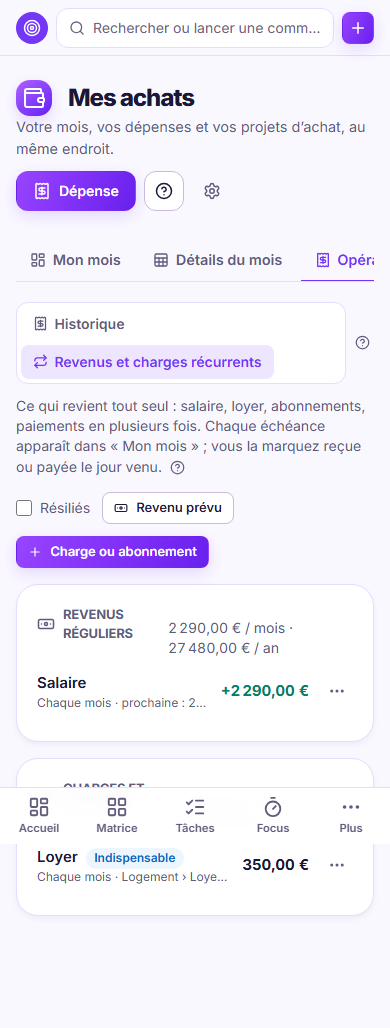 Rechercher ou lancer une comm...
Mes achats
Votre mois, vos dépenses et vos projets d'achat, au
même endroit.
Dépense
Mon mois
Détails du mois
Opéra
Historique
Revenus et charges récurrents
Ce qui revient tout seul : salaire, loyer, abonnements,
paiements en plusieurs fois. Chaque échéance
apparaît dans « Mon mois » ; vous la marquez reçue
ou payée le jour venu.
Résiliés
Revenu prévu
Charge ou abonnement
REVENUS
RÉGULIERS
2 290,00 € / mois ·
27 480,00 € / an
Salaire
+2 290,00 €
Chaque mois · prochaine : 2...
Accueil
Matrice
Tâches
Focus
Plus
Loyer
Indispensable
350,00 €
Chaque mois · Logement › Loye...